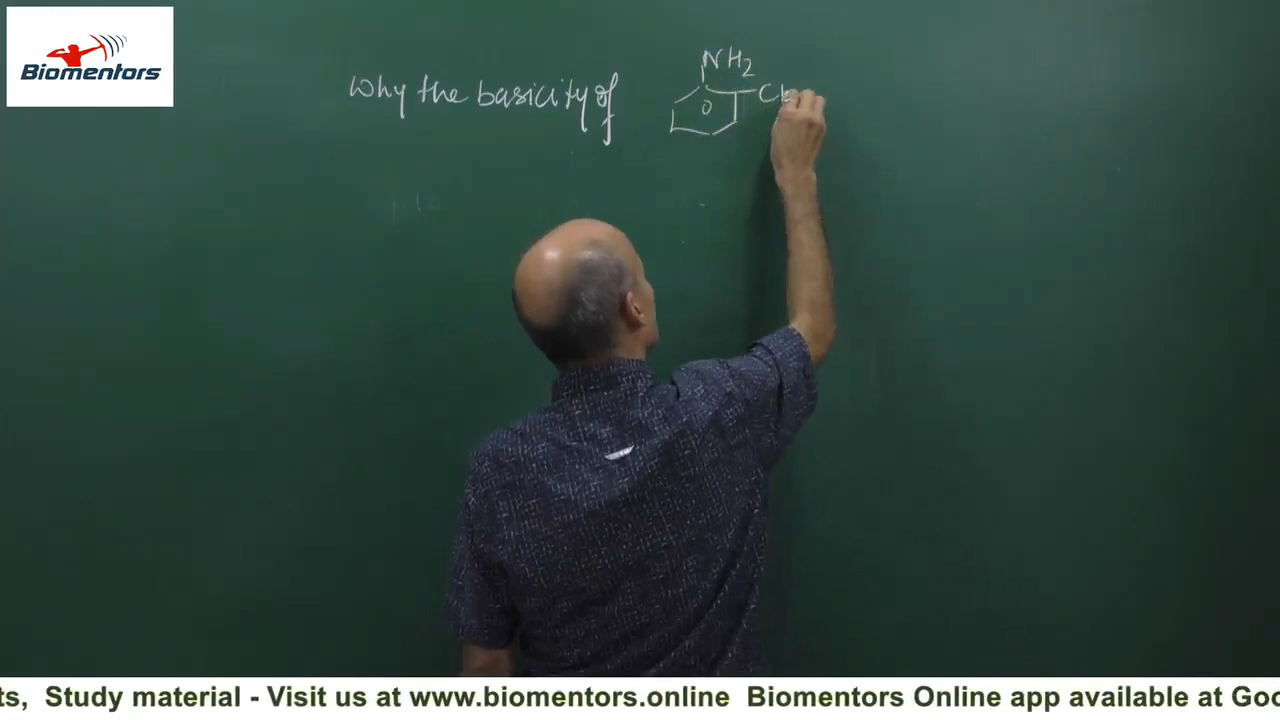 Biomentors
NH2
Why the basicity of
ts, Study material - Visit us at www.biomentors.online Biomentors Online app available at Goo